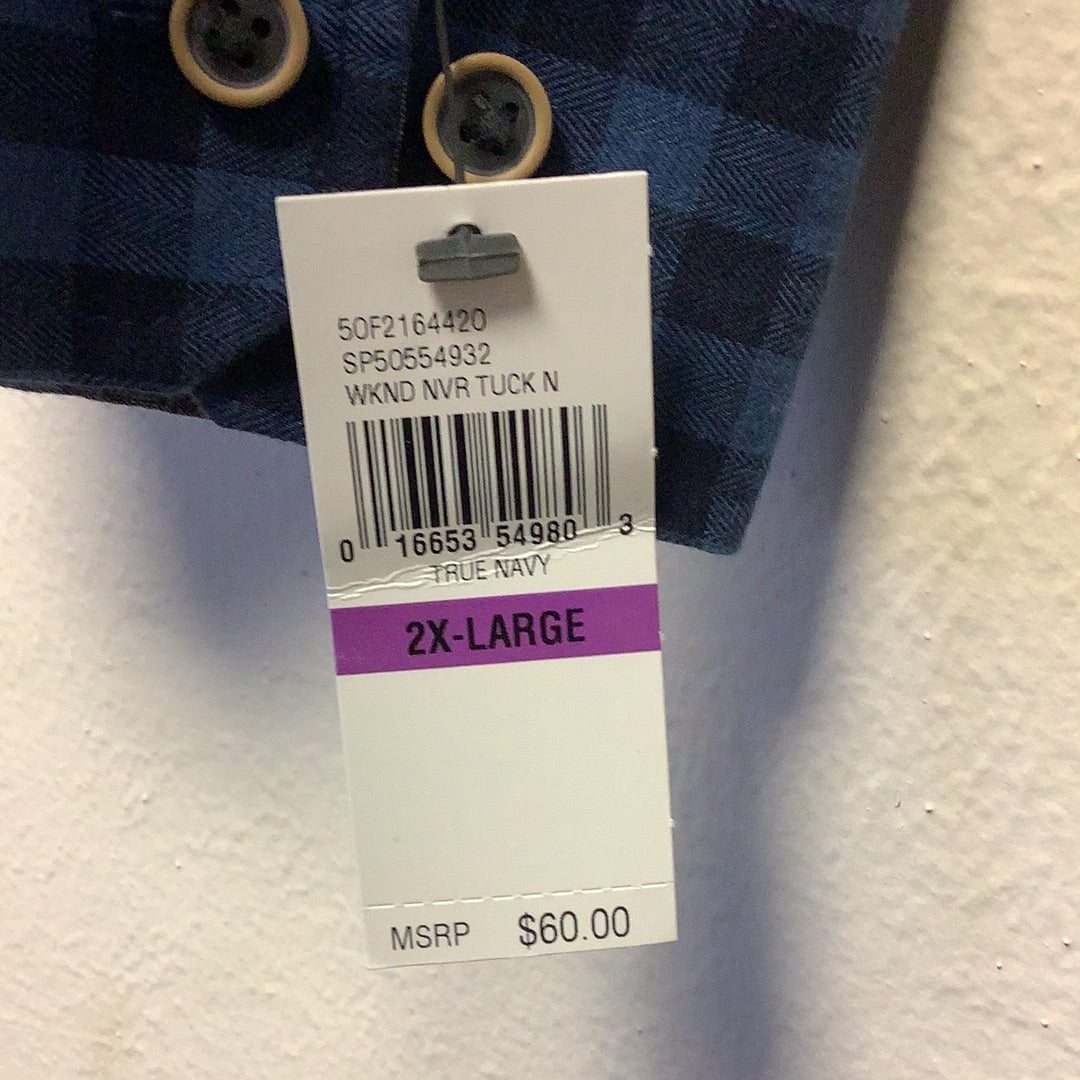 50F2164420
SP50554932
WKND NVR TUCK N
0 16653 54980 3
TRUE NAVY
2X-LARGE
MSRP $60.00